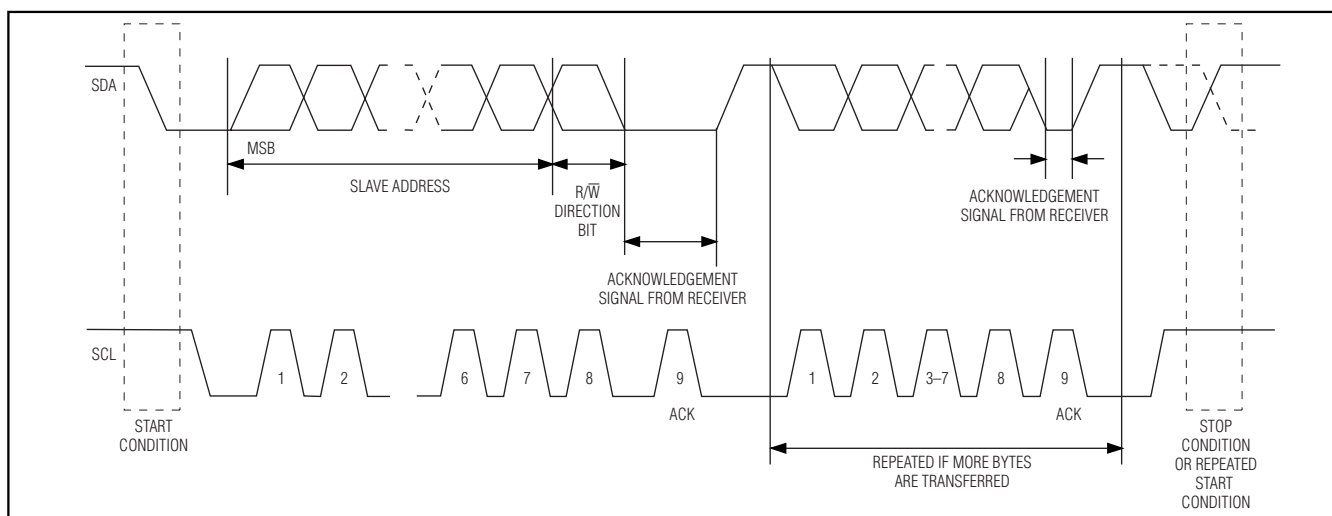 SDA
MSB
SLAVE ADDRESS
R/W̅
DIRECTION
BIT
ACKNOWLEDGEMENT
SIGNAL FROM RECEIVER
ACKNOWLEDGEMENT
SIGNAL FROM RECEIVER
SCL
1
2
6
7
8
9
1
2
3–7
8
9
ACK
ACK
START
CONDITION
REPEATED IF MORE BYTES
ARE TRANSFERRED
STOP
CONDITION
OR REPEATED
START
CONDITION